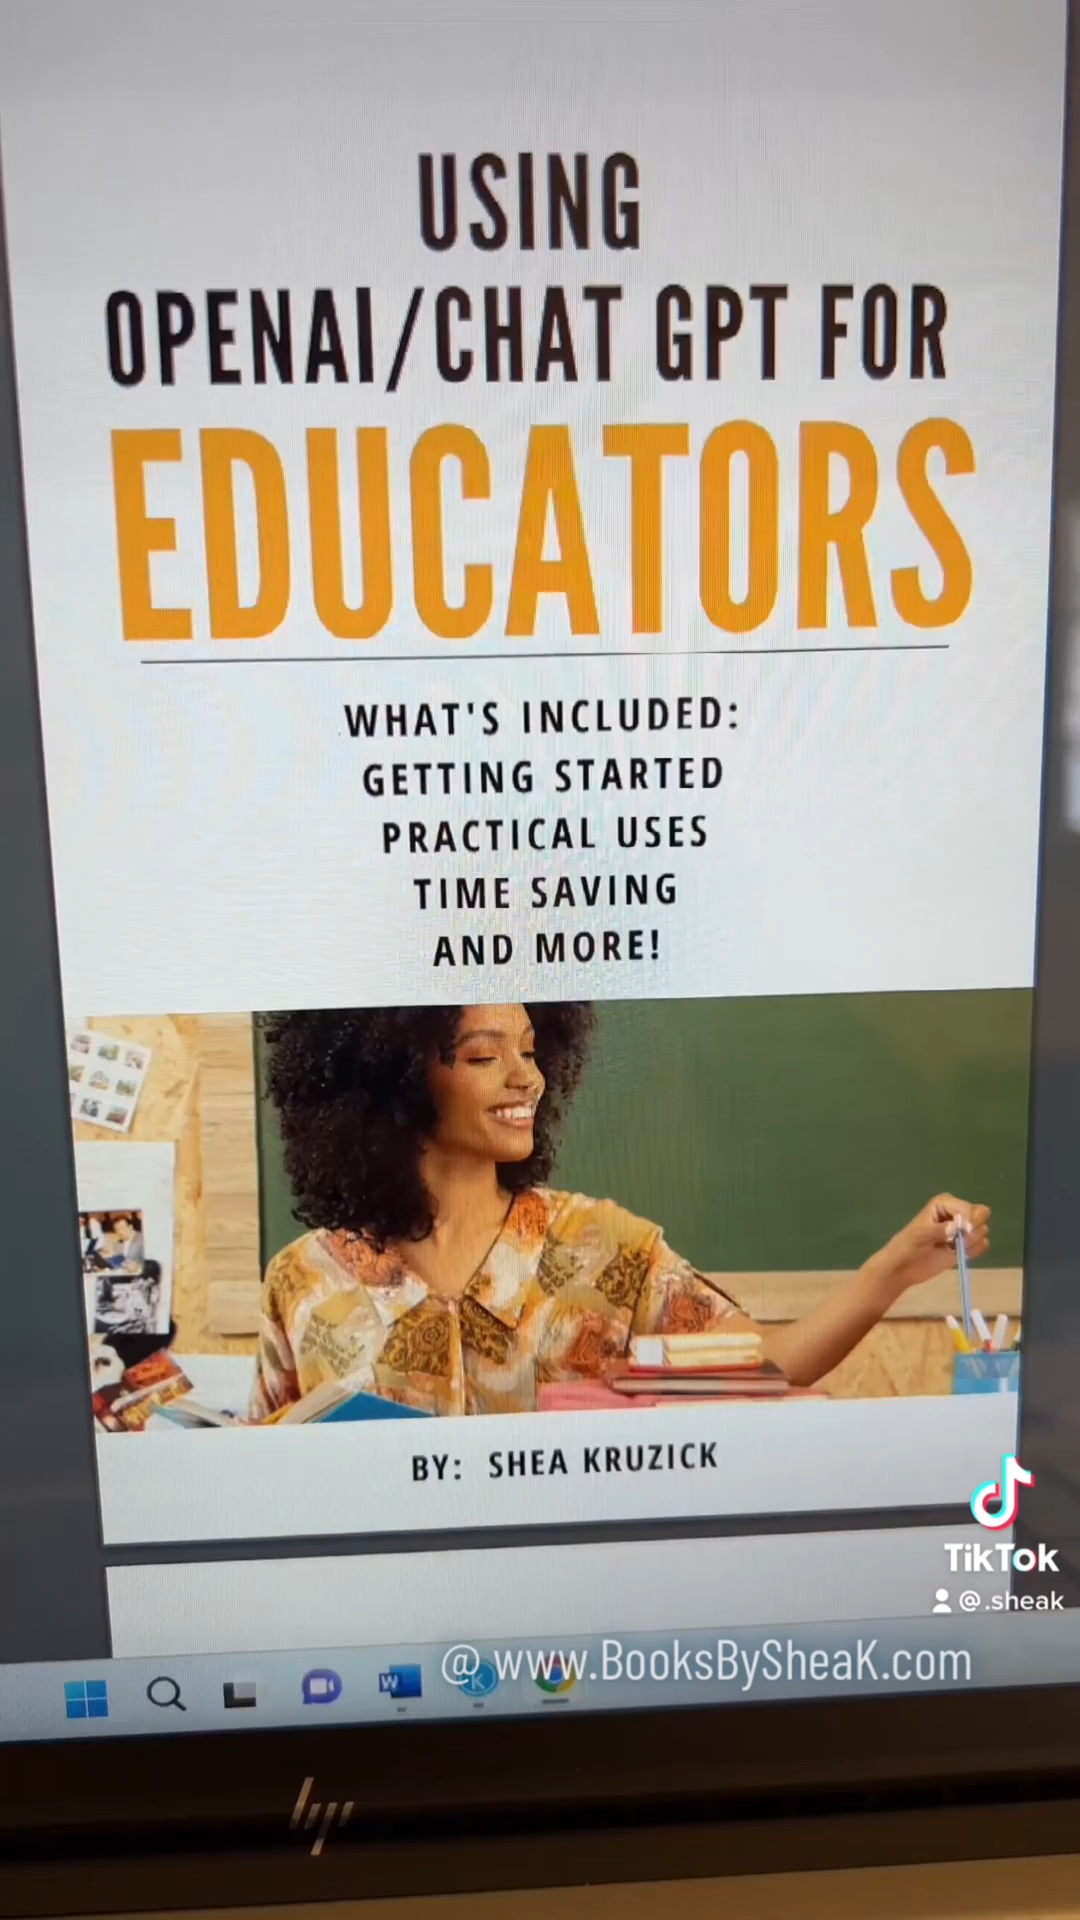 USING
OPENAI/CHAT GPT FOR
EDUCATORS
WHAT'S INCLUDED:
GETTING STARTED
PRACTICAL USES
TIME SAVING
AND MORE!
BY: SHEA KRUZICK
TikTok
@.sheak
@www.BooksBySheaK.com
W
K
hp